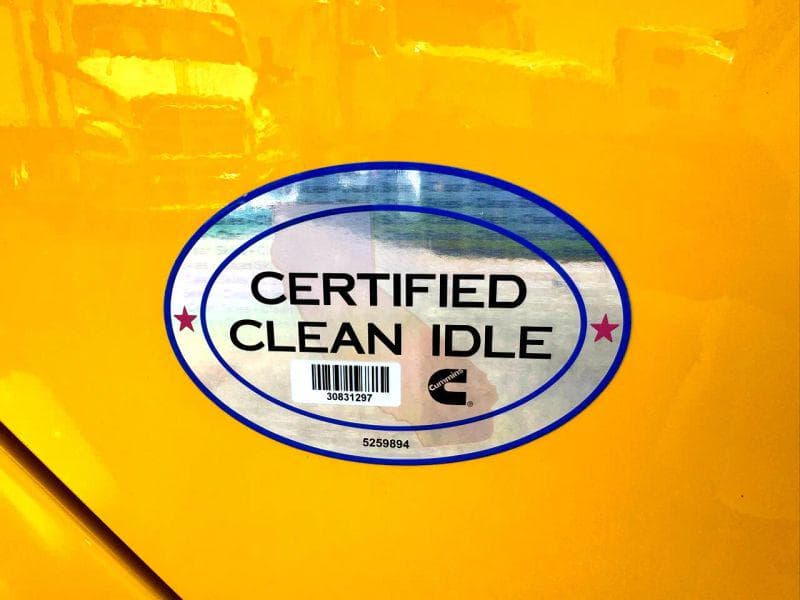 CERTIFIED
CLEAN IDLE
30831297
Cummins
®
5259894